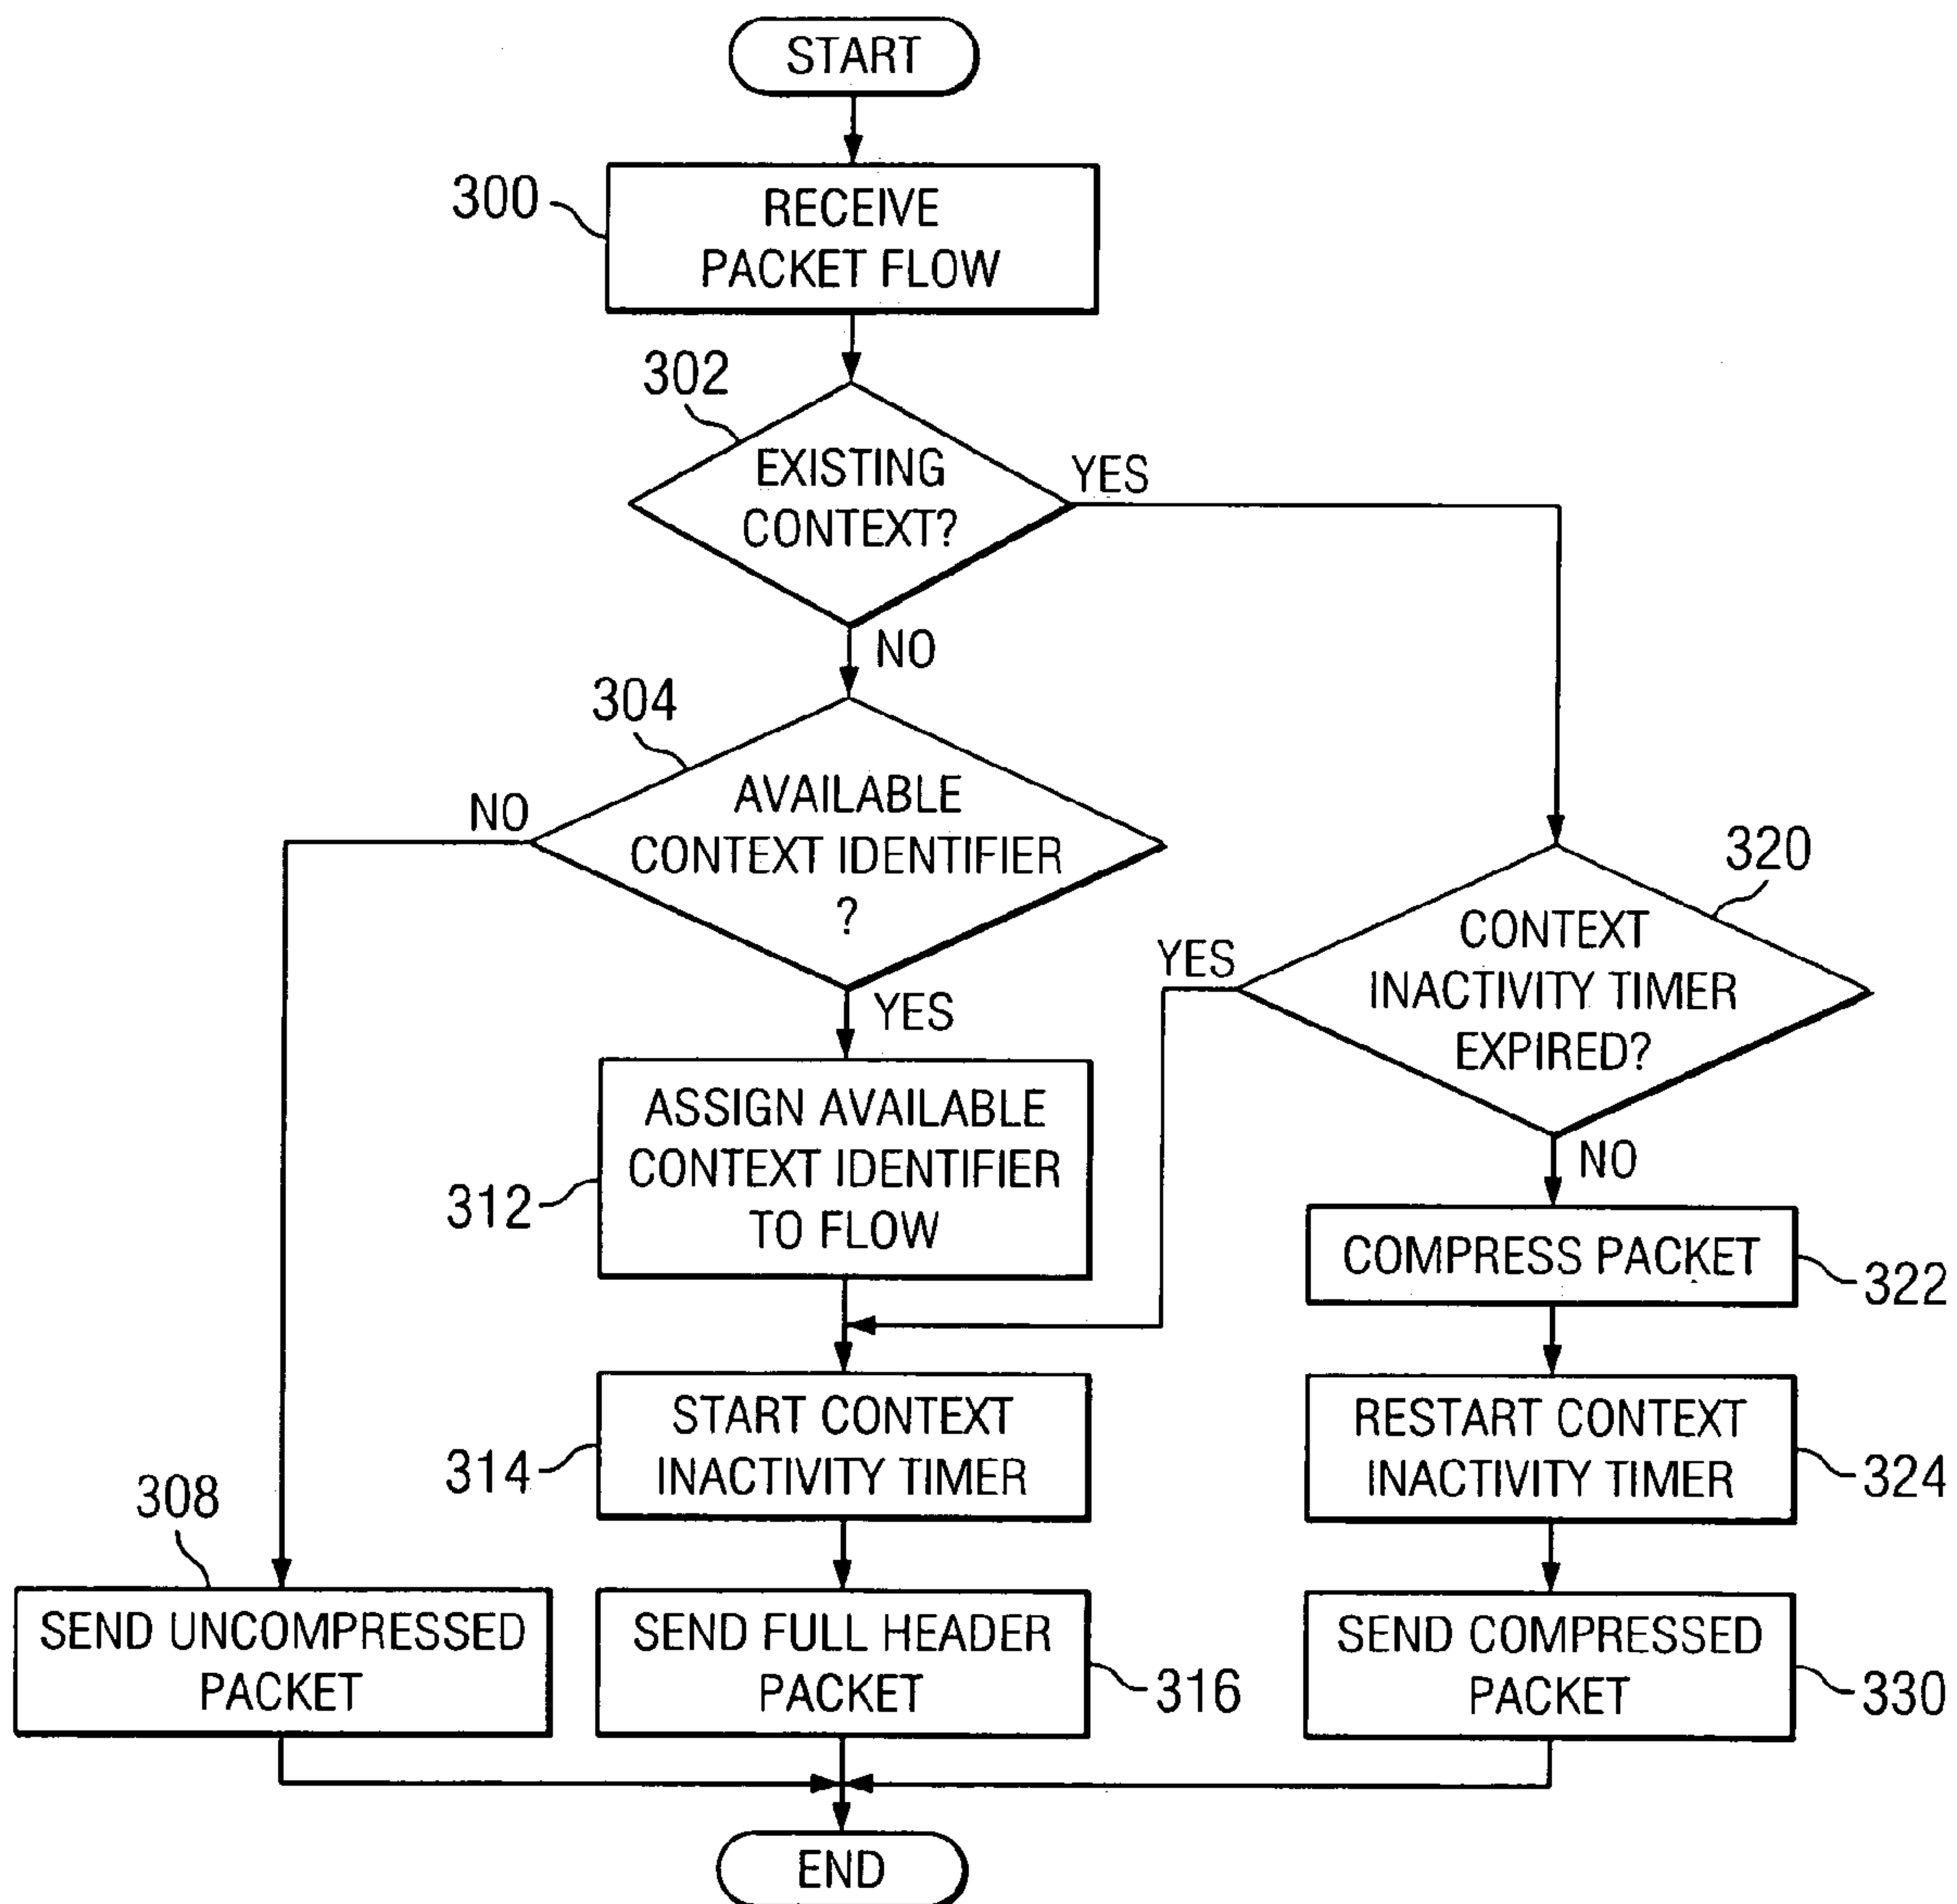 START
300
RECEIVE
PACKET FLOW
302
EXISTING
CONTEXT?
YES
NO
304
NO
AVAILABLE
CONTEXT IDENTIFIER
?
YES
320
CONTEXT
INACTIVITY TIMER
EXPIRED?
YES
NO
312
ASSIGN AVAILABLE
CONTEXT IDENTIFIER
TO FLOW
COMPRESS PACKET
322
314
START CONTEXT
INACTIVITY TIMER
RESTART CONTEXT
INACTIVITY TIMER
324
308
SEND UNCOMPRESSED
PACKET
SEND FULL HEADER
PACKET
316
SEND COMPRESSED
PACKET
330
END